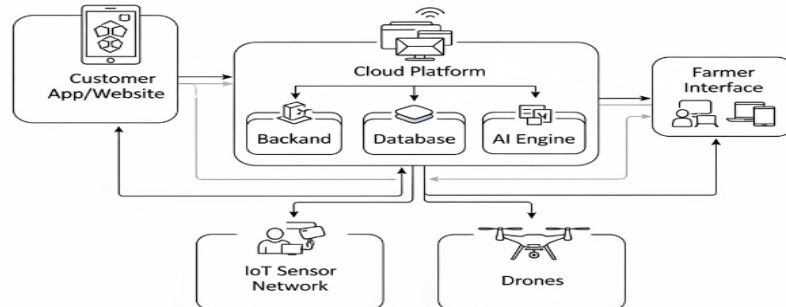 Customer
App/Website
Cloud Platform
Backand
Database
AI Engine
Farmer
Interface
IoT Sensor
Network
Drones